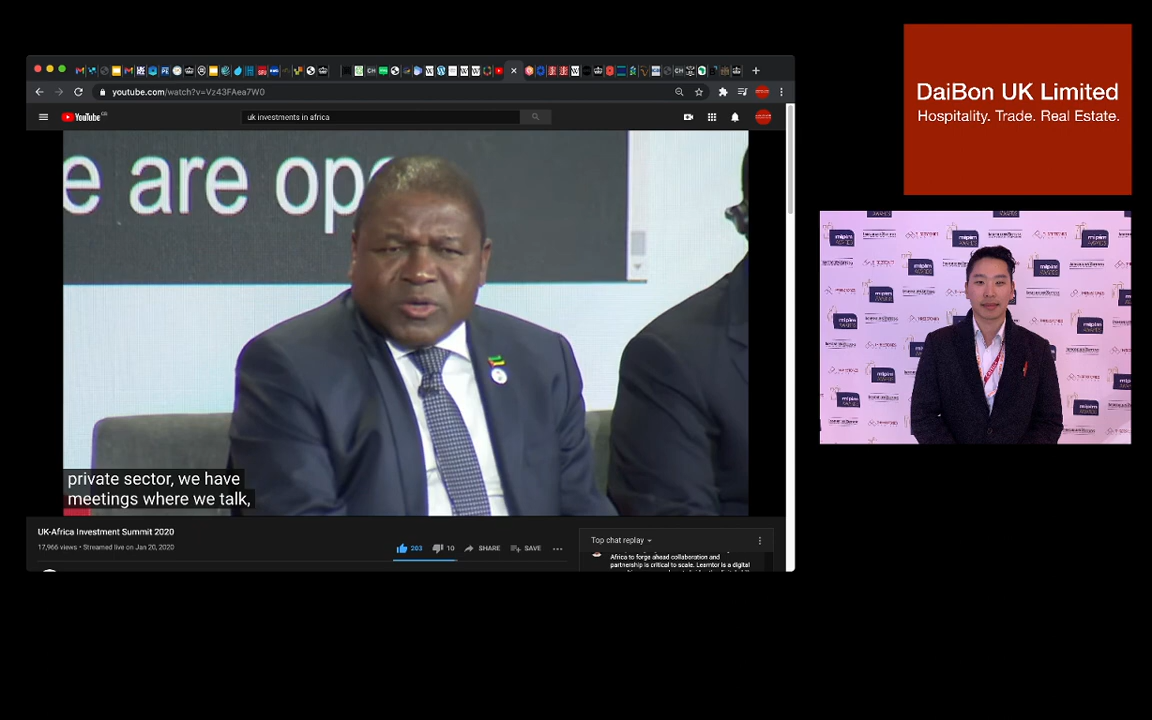 youtube.com/watch?v=Vz43FAea7W0
YouTube GB
uk investments in africa
e are ope
private sector, we have
meetings where we talk,
UK-Africa Investment Summit 2020
17,966 views • Streamed live on Jan 20, 2020
203
10
SHARE
SAVE
Top chat replay
Africa to forge ahead collaboration and
partnership is critical to scale. Learntor is a digital
DaiBon UK Limited
Hospitality. Trade. Real Estate.
mipim
AWARDS